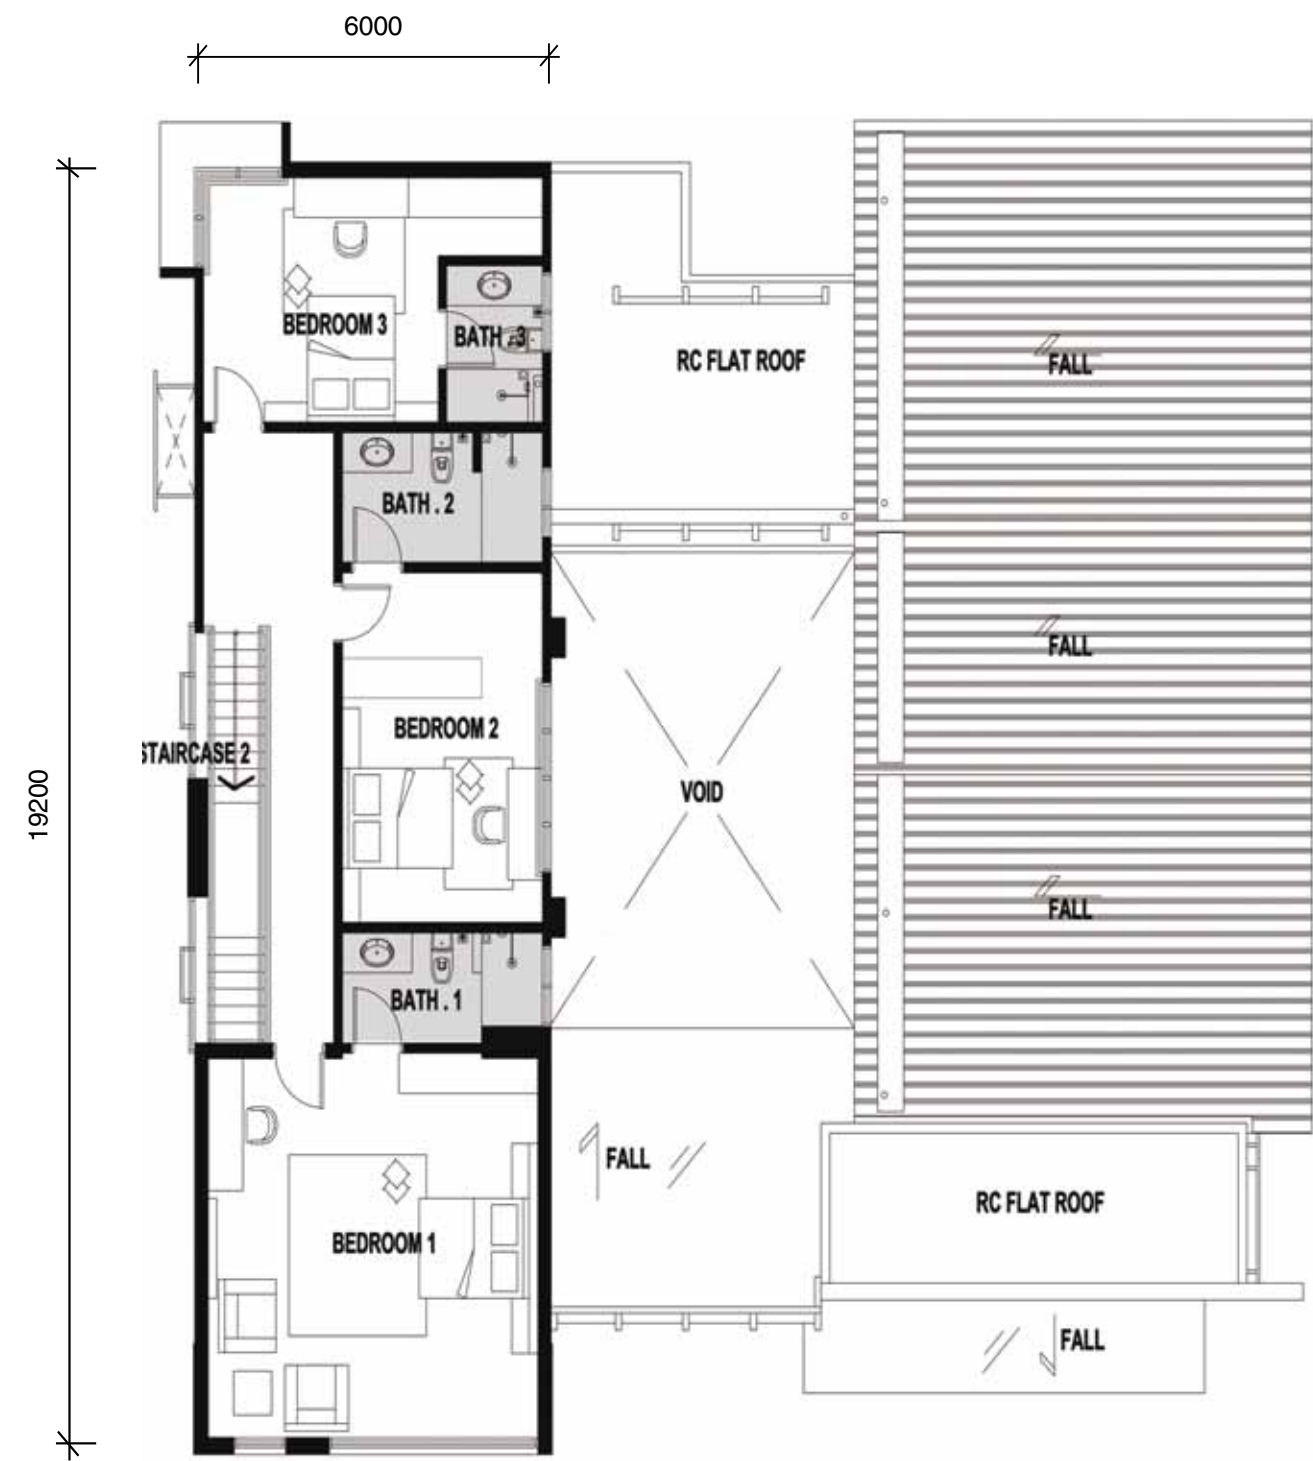 6000
BEDROOM 3
BATH . 3
RC FLAT ROOF
FALL
BATH . 2
FALL
BEDROOM 2
STAIRCASE 2
VOID
19200
FALL
BATH . 1
FALL
RC FLAT ROOF
BEDROOM 1
FALL